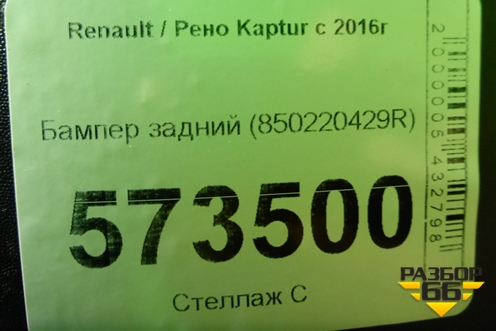 Renault / Рено Kaptur с 2016г
Бампер задний (850220429R)
573500
Стеллаж С
2000005432798
РАЗБОР
66